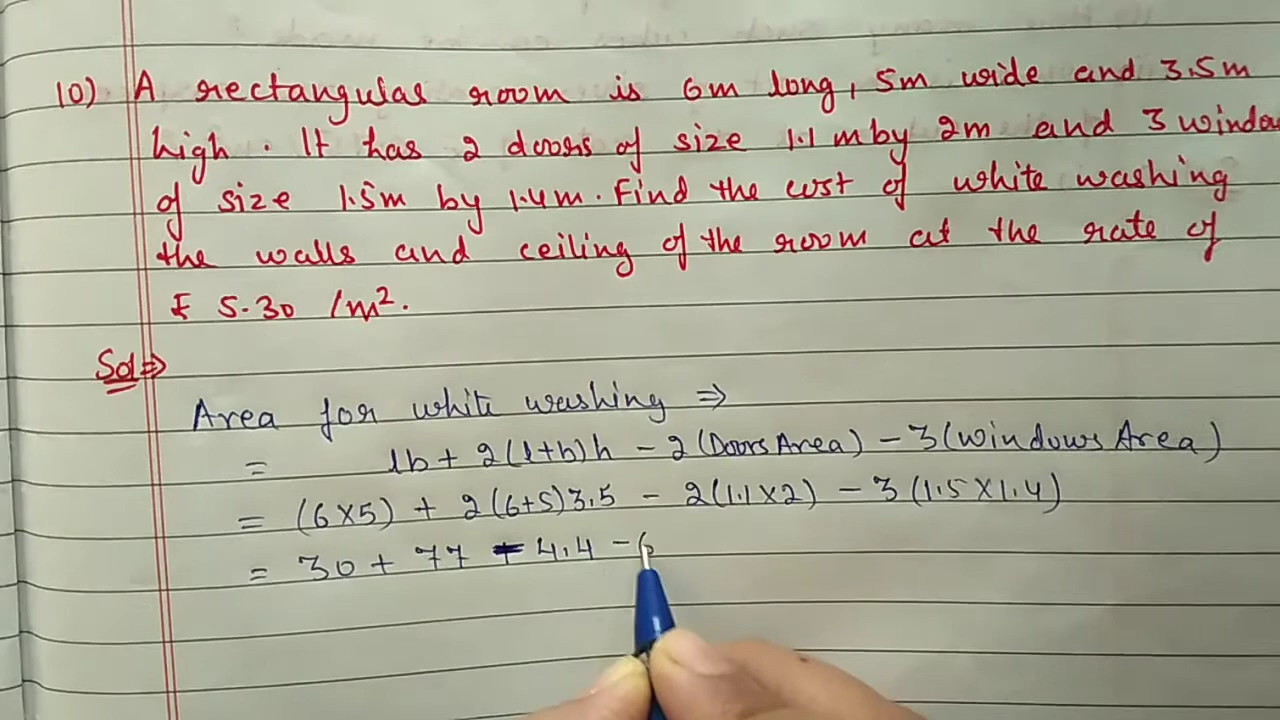 10) A rectangular room is 6m long, 5m wide and 3.5m
high. It has 2 doors of size 1.1 m by 2m and 3 window
of size 1.5m by 1.4m. Find the cost of white washing
the walls and ceiling of the room at the rate of
₹ 5.30 /m².
Sol⇒
Area for white washing ⇒
= lb + 2(l+b)h - 2(Doors Area) - 3(windows Area)
= (6×5) + 2(6+5)3.5 - 2(1.1×2) - 3(1.5×1.4)
= 30 + 77 - 4.4 - 6